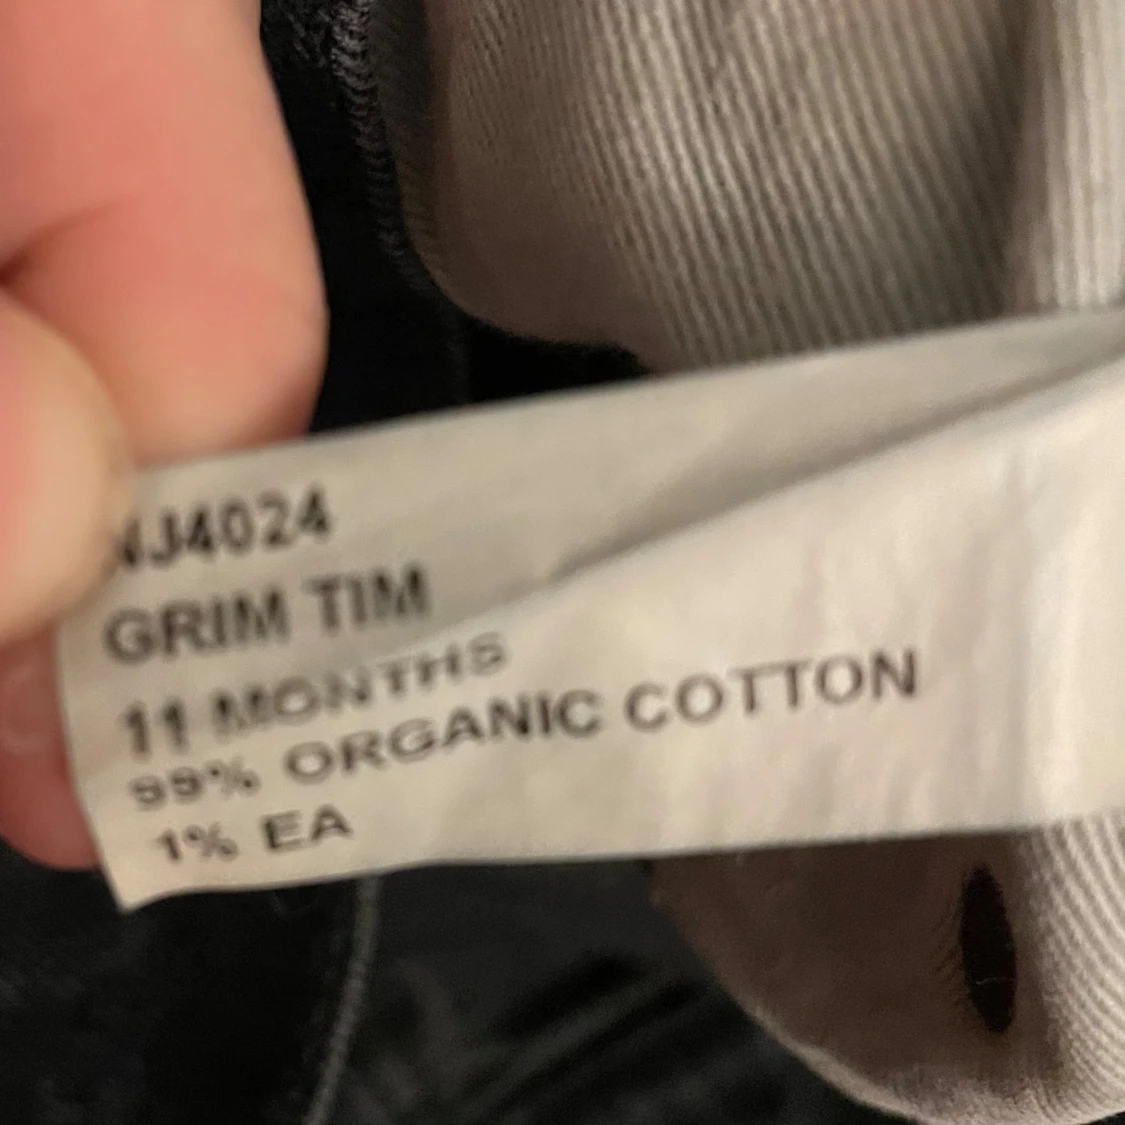 NJ4024
GRIM TIM
11 MONTHS
99% ORGANIC COTTON
1% EA